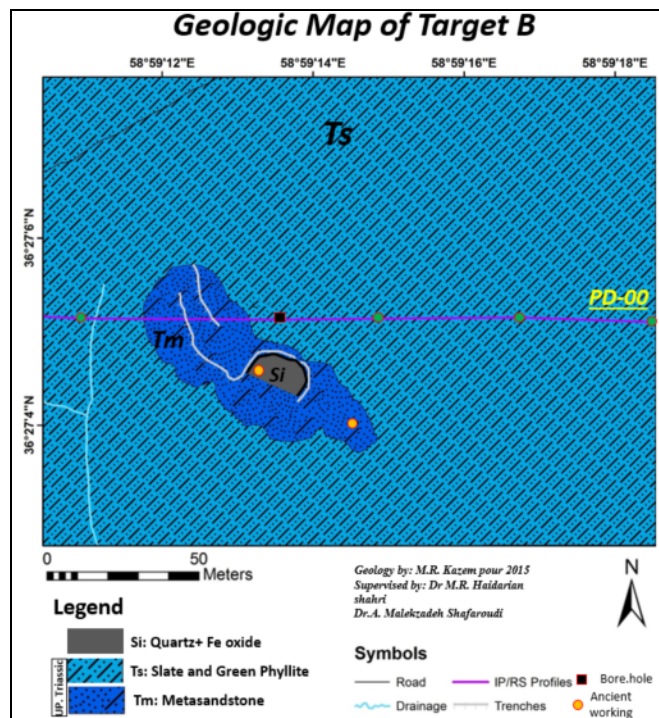 Geologic Map of Target B
58°59'12"E 58°59'14"E 58°59'16"E 58°59'18"E
Ts
36°27'6"N
PD-00
Tm
Si
36°27'4"N
0 50
Meters
Geology by: M.R. Kazem pour 2015
Supervised by: Dr M.R. Haidarian
shahri
Dr.A. Malekzadeh Shafaroudi
N
Legend
Si: Quartz+ Fe oxide
UP. Triassic
Ts: Slate and Green Phyllite
Tm: Metasandstone
Symbols
Road IP/RS Profiles Bore.hole
Drainage Trenches Ancient
working